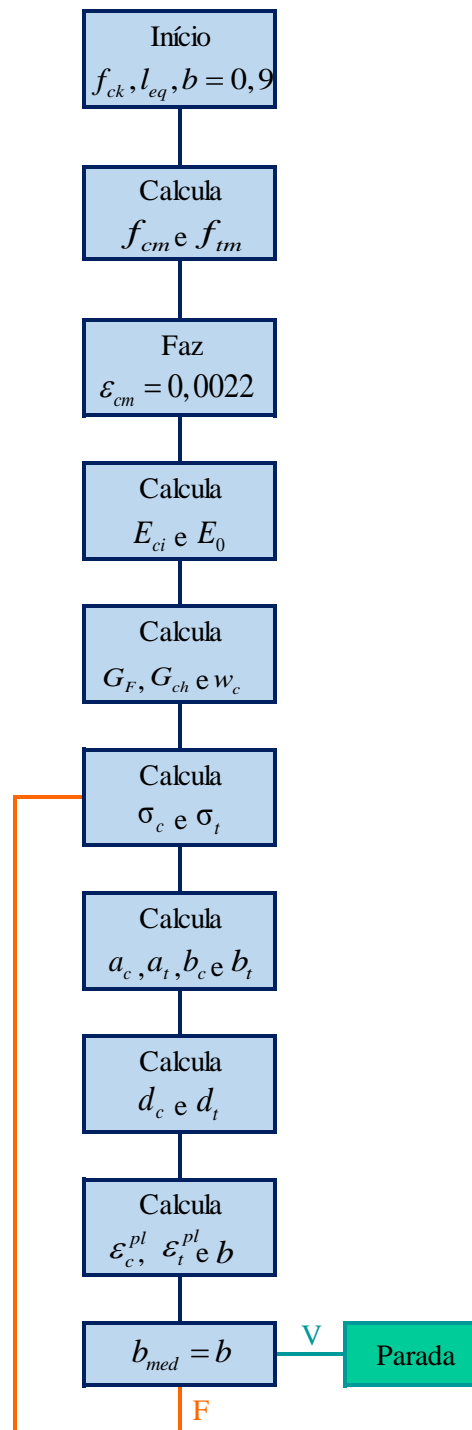 Início
f_ck, l_eq, b = 0,9
Calcula
f_cm e f_tm
Faz
ε_cm = 0,0022
Calcula
E_ci e E_0
Calcula
G_F, G_ch e w_c
Calcula
σ_c e σ_t
Calcula
a_c, a_t, b_c e b_t
Calcula
d_c e d_t
Calcula
ε_c^pl, ε_t^pl e b
b_med = b
V
Parada
F